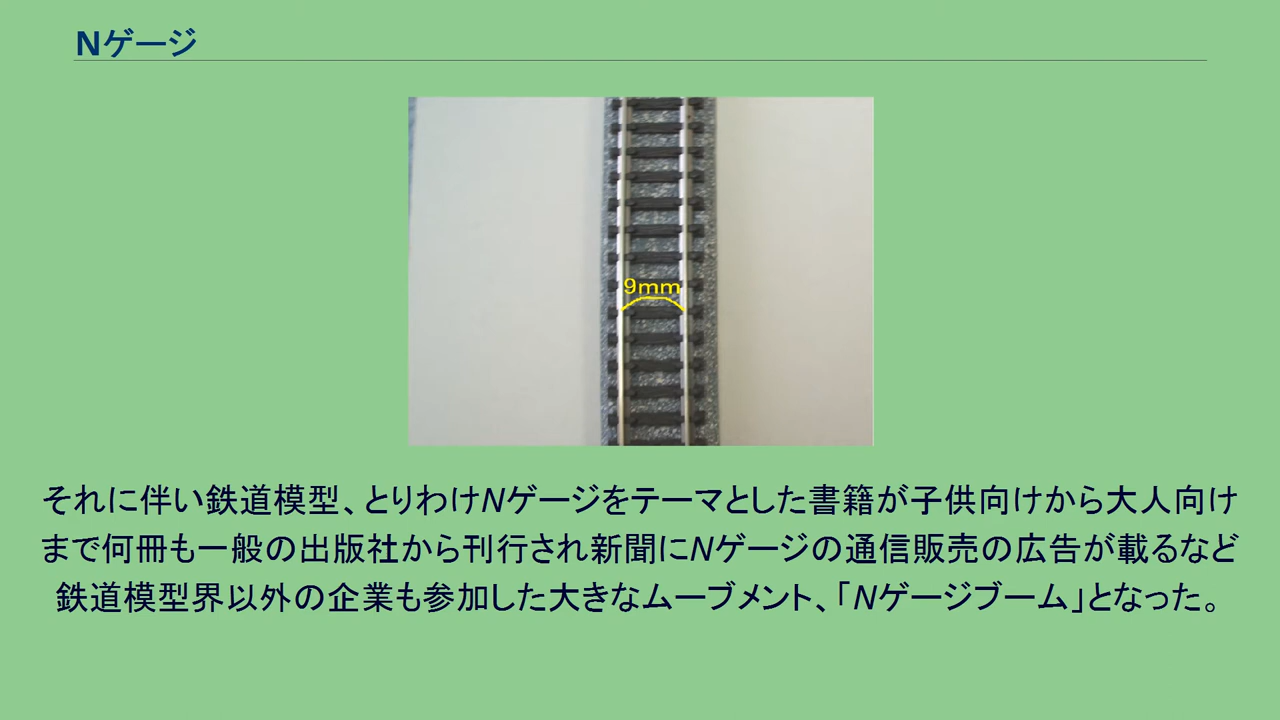 Nゲージ
9mm
それに伴い鉄道模型、とりわけNゲージをテーマとした書籍が子供向けから大人向け
まで何冊も一般の出版社から刊行され新聞にNゲージの通信販売の広告が載るなど
鉄道模型界以外の企業も参加した大きなムーブメント、「Nゲージブーム」となった。